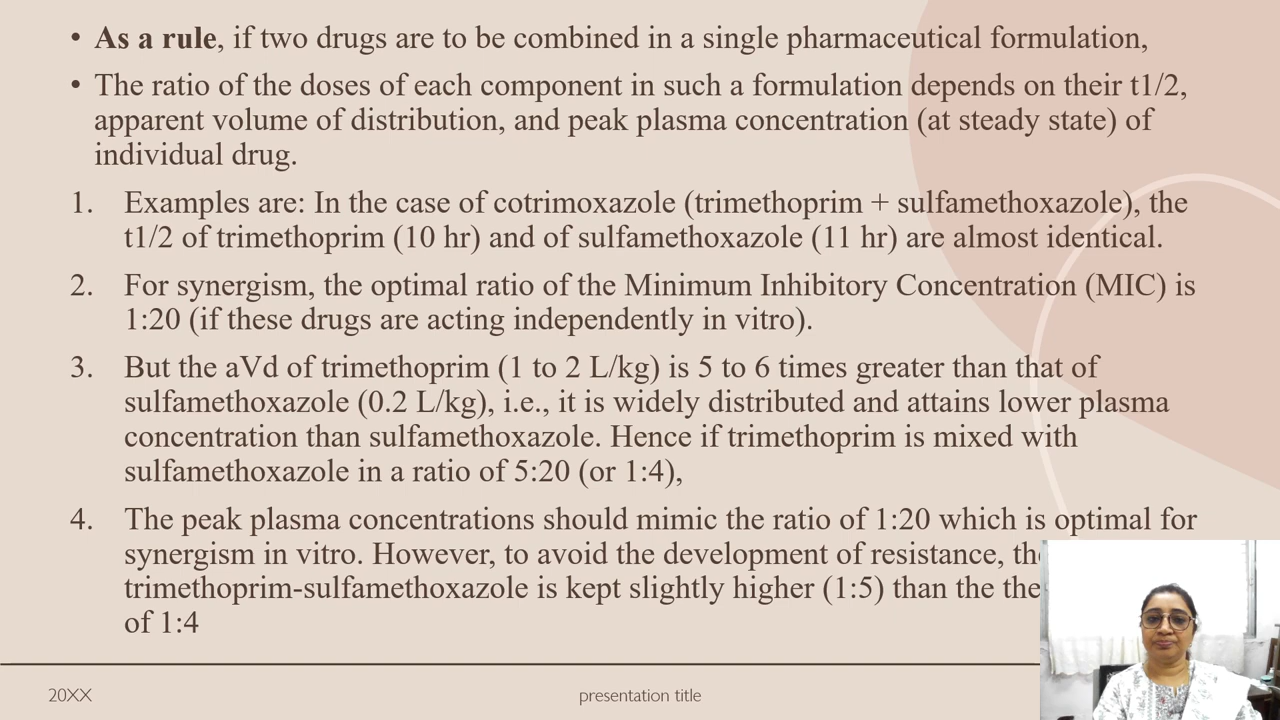 • As a rule, if two drugs are to be combined in a single pharmaceutical formulation,
• The ratio of the doses of each component in such a formulation depends on their t1/2,
apparent volume of distribution, and peak plasma concentration (at steady state) of
individual drug.
1. Examples are: In the case of cotrimoxazole (trimethoprim + sulfamethoxazole), the
t1/2 of trimethoprim (10 hr) and of sulfamethoxazole (11 hr) are almost identical.
2. For synergism, the optimal ratio of the Minimum Inhibitory Concentration (MIC) is
1:20 (if these drugs are acting independently in vitro).
3. But the aVd of trimethoprim (1 to 2 L/kg) is 5 to 6 times greater than that of
sulfamethoxazole (0.2 L/kg), i.e., it is widely distributed and attains lower plasma
concentration than sulfamethoxazole. Hence if trimethoprim is mixed with
sulfamethoxazole in a ratio of 5:20 (or 1:4),
4. The peak plasma concentrations should mimic the ratio of 1:20 which is optimal for
synergism in vitro. However, to avoid the development of resistance,
trimethoprim-sulfamethoxazole is kept slightly higher (1:5) than the
of 1:4
20XX
presentation title